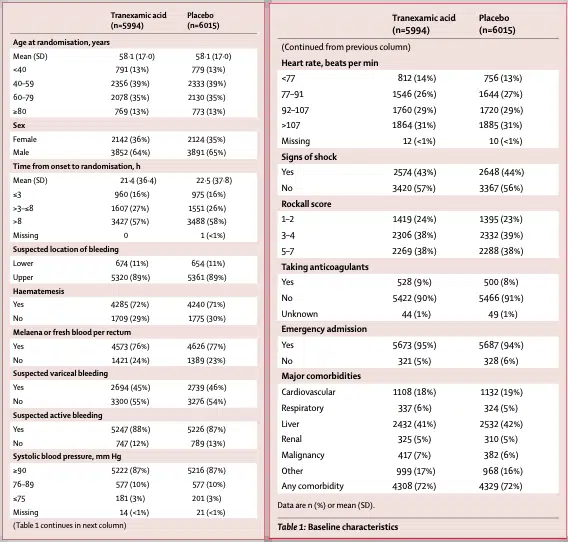 Tranexamic acid (n=5994) Placebo (n=6015)
Age at randomisation, years
Mean (SD) 58·1 (17·0) 58·1 (17·0)
<40 791 (13%) 779 (13%)
40–59 2356 (39%) 2333 (39%)
60–79 2078 (35%) 2130 (35%)
≥80 769 (13%) 773 (13%)
Sex
Female 2142 (36%) 2124 (35%)
Male 3852 (64%) 3891 (65%)
Time from onset to randomisation, h
Mean (SD) 21·4 (36·4) 22·5 (37·8)
≤3 960 (16%) 975 (16%)
>3–≤8 1607 (27%) 1551 (26%)
>8 3427 (57%) 3488 (58%)
Missing 0 1 (<1%)
Suspected location of bleeding
Lower 674 (11%) 654 (11%)
Upper 5320 (89%) 5361 (89%)
Haematemesis
Yes 4285 (72%) 4240 (71%)
No 1709 (29%) 1775 (30%)
Melaena or fresh blood per rectum
Yes 4573 (76%) 4626 (77%)
No 1421 (24%) 1389 (23%)
Suspected variceal bleeding
Yes 2694 (45%) 2739 (46%)
No 3300 (55%) 3276 (54%)
Suspected active bleeding
Yes 5247 (88%) 5226 (87%)
No 747 (12%) 789 (13%)
Systolic blood pressure, mm Hg
≥90 5222 (87%) 5216 (87%)
76–89 577 (10%) 577 (10%)
≤75 181 (3%) 201 (3%)
Missing 14 (<1%) 21 (<1%)
(Table 1 continues in next column)
Tranexamic acid (n=5994) Placebo (n=6015)
(Continued from previous column)
Heart rate, beats per min
<77 812 (14%) 756 (13%)
77–91 1546 (26%) 1644 (27%)
92–107 1760 (29%) 1720 (29%)
>107 1864 (31%) 1885 (31%)
Missing 12 (<1%) 10 (<1%)
Signs of shock
Yes 2574 (43%) 2648 (44%)
No 3420 (57%) 3367 (56%)
Rockall score
1–2 1419 (24%) 1395 (23%)
3–4 2306 (38%) 2332 (39%)
5–7 2269 (38%) 2288 (38%)
Taking anticoagulants
Yes 528 (9%) 500 (8%)
No 5422 (90%) 5466 (91%)
Unknown 44 (1%) 49 (1%)
Emergency admission
Yes 5673 (95%) 5687 (94%)
No 321 (5%) 328 (6%)
Major comorbidities
Cardiovascular 1108 (18%) 1132 (19%)
Respiratory 337 (6%) 324 (5%)
Liver 2432 (41%) 2532 (42%)
Renal 325 (5%) 310 (5%)
Malignancy 417 (7%) 382 (6%)
Other 999 (17%) 968 (16%)
Any comorbidity 4308 (72%) 4329 (72%)
Data are n (%) or mean (SD).
Table 1: Baseline characteristics